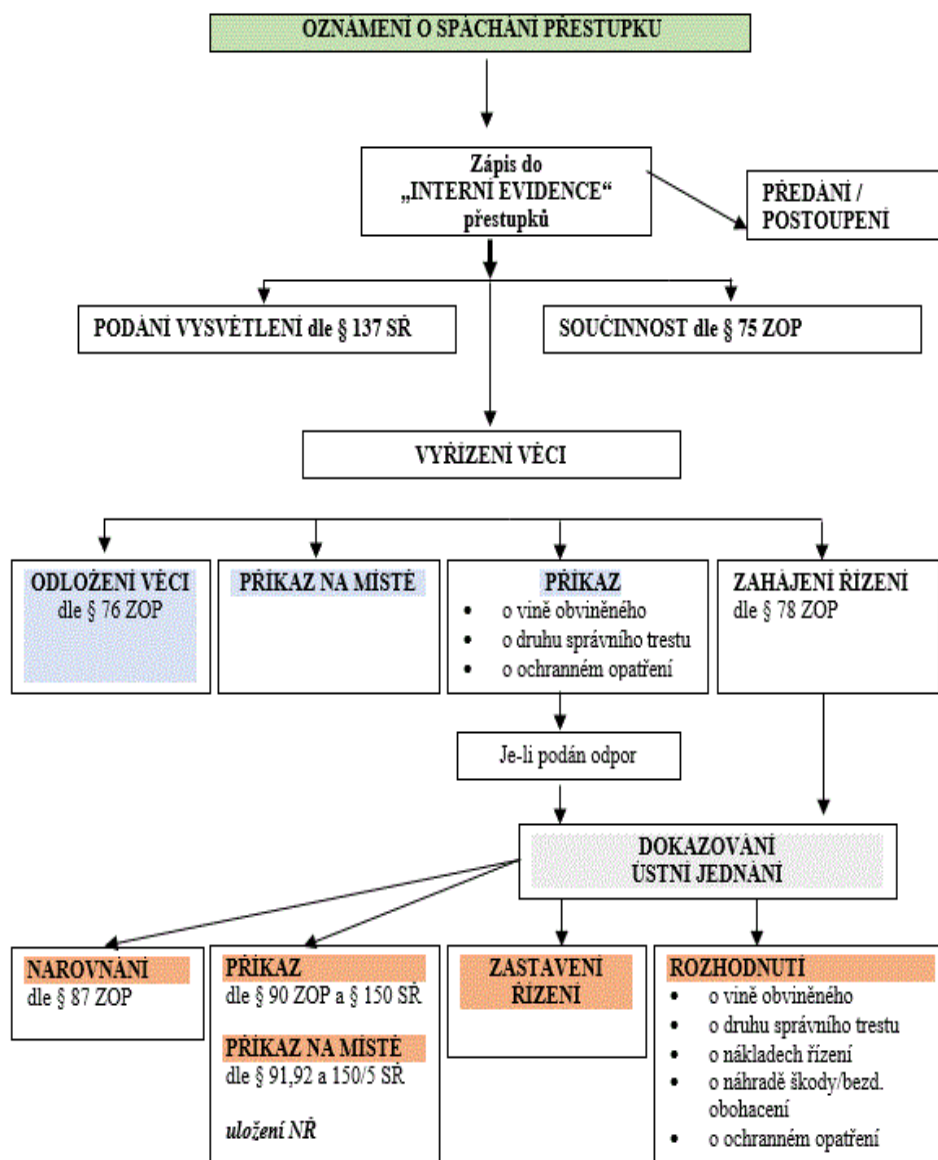 OZNÁMENÍ O SPÁCHÁNÍ PŘESTUPKU
Zápis do
„INTERNÍ EVIDENCE“
přestupků
PŘEDÁNÍ /
POSTOUPENÍ
PODÁNÍ VYSVĚTLENÍ dle § 137 SŘ
SOUČINNOST dle § 75 ZOP
VYŘÍZENÍ VĚCI
ODLOŽENÍ VĚCI
dle § 76 ZOP
PŘÍKAZ NA MÍSTĚ
PŘÍKAZ
• o vině obviněného
• o druhu správního trestu
• o ochranném opatření
ZAHÁJENÍ ŘÍZENÍ
dle § 78 ZOP
Je-li podán odpor
DOKAZOVÁNÍ
ÚSTNÍ JEDNÁNÍ
NAROVNÁNÍ
dle § 87 ZOP
PŘÍKAZ
dle § 90 ZOP a § 150 SŘ
PŘÍKAZ NA MÍSTĚ
dle § 91,92 a 150/5 SŘ
uložení NŘ
ZASTAVENÍ
ŘÍZENÍ
ROZHODNUTÍ
• o vině obviněného
• o druhu správního trestu
• o nákladech řízení
• o náhradě škody/bezd.
obohacení
• o ochranném opatření